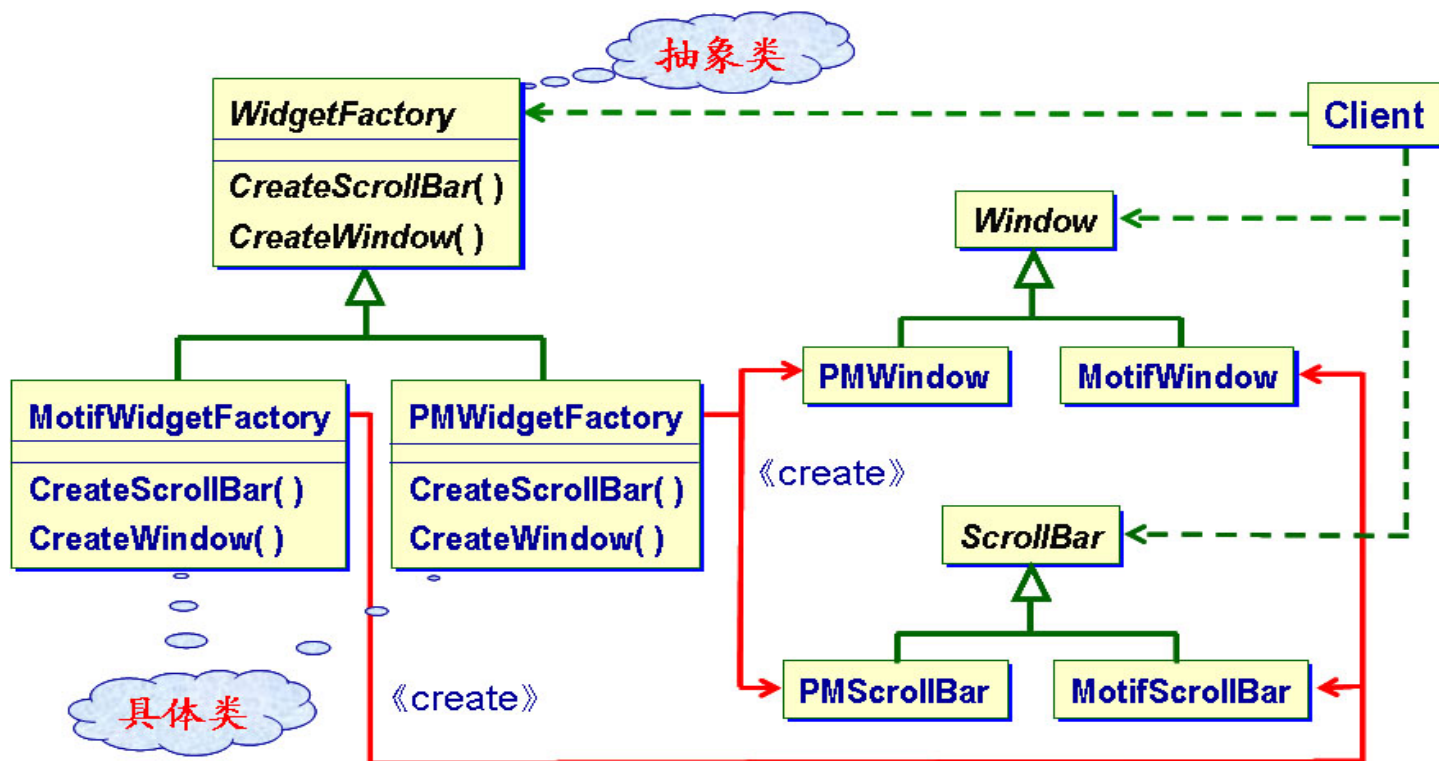 抽象类
WidgetFactory
CreateScrollBar( )
CreateWindow( )
Client
Window
PMWindow
MotifWindow
MotifWidgetFactory
CreateScrollBar( )
CreateWindow( )
PMWidgetFactory
CreateScrollBar( )
CreateWindow( )
《create》
ScrollBar
PMScrollBar
MotifScrollBar
《create》
具体类